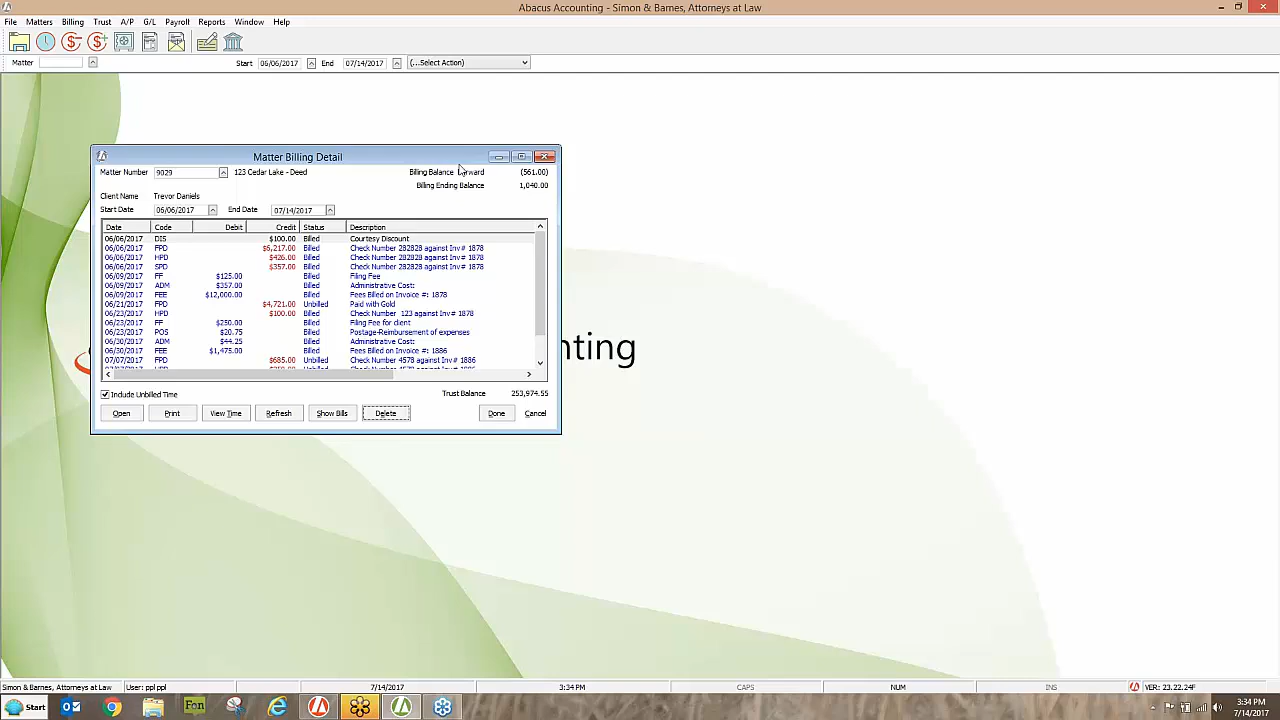 Abacus Accounting - Simon & Barnes, Attorneys at Law
File Matters Billing Trust A/P G/L Payroll Reports Window Help
Matter Start 06/06/2017 End 07/14/2017 (...Select Action)
Matter Billing Detail
Matter Number 9029 123 Cedar Lake - Deed Billing Balance Forward (561.00)
Billing Ending Balance 1,040.00
Client Name Trevor Daniels
Start Date 06/06/2017 End Date 07/14/2017
Date Code Debit Credit Status Description
06/06/2017 DIS $100.00 Billed Courtesy Discount
06/06/2017 FPD $6,217.00 Billed Check Number 282828 against Inv# 1878
06/06/2017 HPD $426.00 Billed Check Number 282828 against Inv# 1878
06/06/2017 SPD $357.00 Billed Check Number 282828 against Inv# 1878
06/09/2017 FF $125.00 Billed Filing Fee
06/09/2017 ADM $357.00 Billed Administrative Cost:
06/09/2017 FEE $12,000.00 Billed Fees Billed on Invoice #: 1878
06/21/2017 FPD $4,721.00 Unbilled Paid with Gold
06/23/2017 HPD $100.00 Billed Check Number 123 against Inv# 1878
06/23/2017 FF $250.00 Billed Filing Fee for client
06/23/2017 POS $20.75 Billed Postage-Reimbursement of expenses
06/30/2017 ADM $44.25 Billed Administrative Cost:
06/30/2017 FEE $1,475.00 Billed Fees Billed on Invoice #: 1886
07/07/2017 FPD $685.00 Unbilled Check Number 4578 against Inv# 1886
nting
Include Unbilled Time Trust Balance 253,974.55
Open Print View Time Refresh Show Bills Delete Done Cancel
Simon & Barnes, Attorneys at Law User: ppl ppl 7/14/2017 3:34 PM CAPS NUM INS VER: 23.22.24F
Start Fon 3:34 PM
7/14/2017